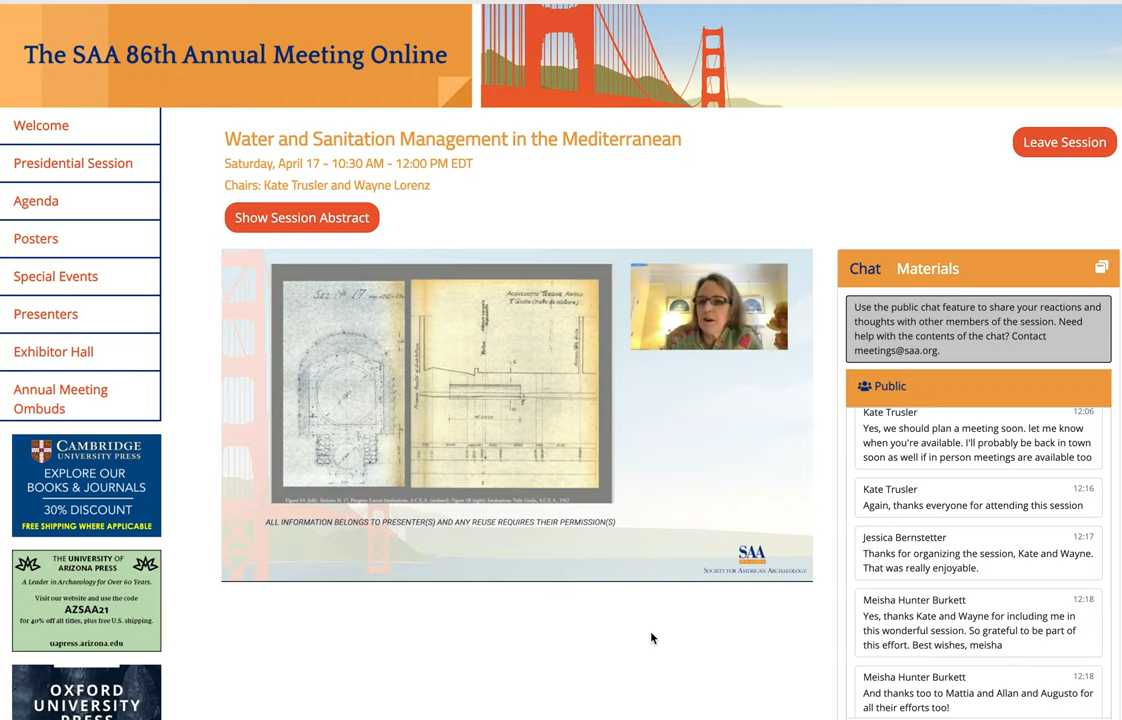 The SAA 86th Annual Meeting Online
Welcome
Presidential Session
Agenda
Posters
Special Events
Presenters
Exhibitor Hall
Annual Meeting
Ombuds
CAMBRIDGE
UNIVERSITY PRESS
EXPLORE OUR
BOOKS & JOURNALS
30% DISCOUNT
FREE SHIPPING WHERE APPLICABLE
THE UNIVERSITY OF
ARIZONA PRESS
A Leader in Archaeology for Over 60 Years.
Visit our website and use the code
AZSAA21
for 40% off all titles, plus free U.S. shipping.
uapress.arizona.edu
OXFORD
UNIVERSITY
PRESS
Water and Sanitation Management in the Mediterranean
Saturday, April 17 - 10:30 AM - 12:00 PM EDT
Chairs: Kate Trusler and Wayne Lorenz
Show Session Abstract
Leave Session
Sez. N. 17
ACQUEDOTTO VERGINE ANTICO
ALL INFORMATION BELONGS TO PRESENTER(S) AND ANY REUSE REQUIRES THEIR PERMISSION(S)
SAA
SOCIETY FOR AMERICAN ARCHAEOLOGY
Chat Materials
Use the public chat feature to share your reactions and
thoughts with other members of the session. Need
help with the contents of the chat? Contact
meetings@saa.org.
Public
Kate Trusler 12:06
Yes, we should plan a meeting soon. let me know
when you're available. I'll probably be back in town
soon as well if in person meetings are available too
Kate Trusler 12:16
Again, thanks everyone for attending this session
Jessica Bernstetter 12:17
Thanks for organizing the session, Kate and Wayne.
That was really enjoyable.
Meisha Hunter Burkett 12:18
Yes, thanks Kate and Wayne for including me in
this wonderful session. So grateful to be part of
this effort. Best wishes, meisha
Meisha Hunter Burkett 12:18
And thanks too to Mattia and Allan and Augusto for
all their efforts too!